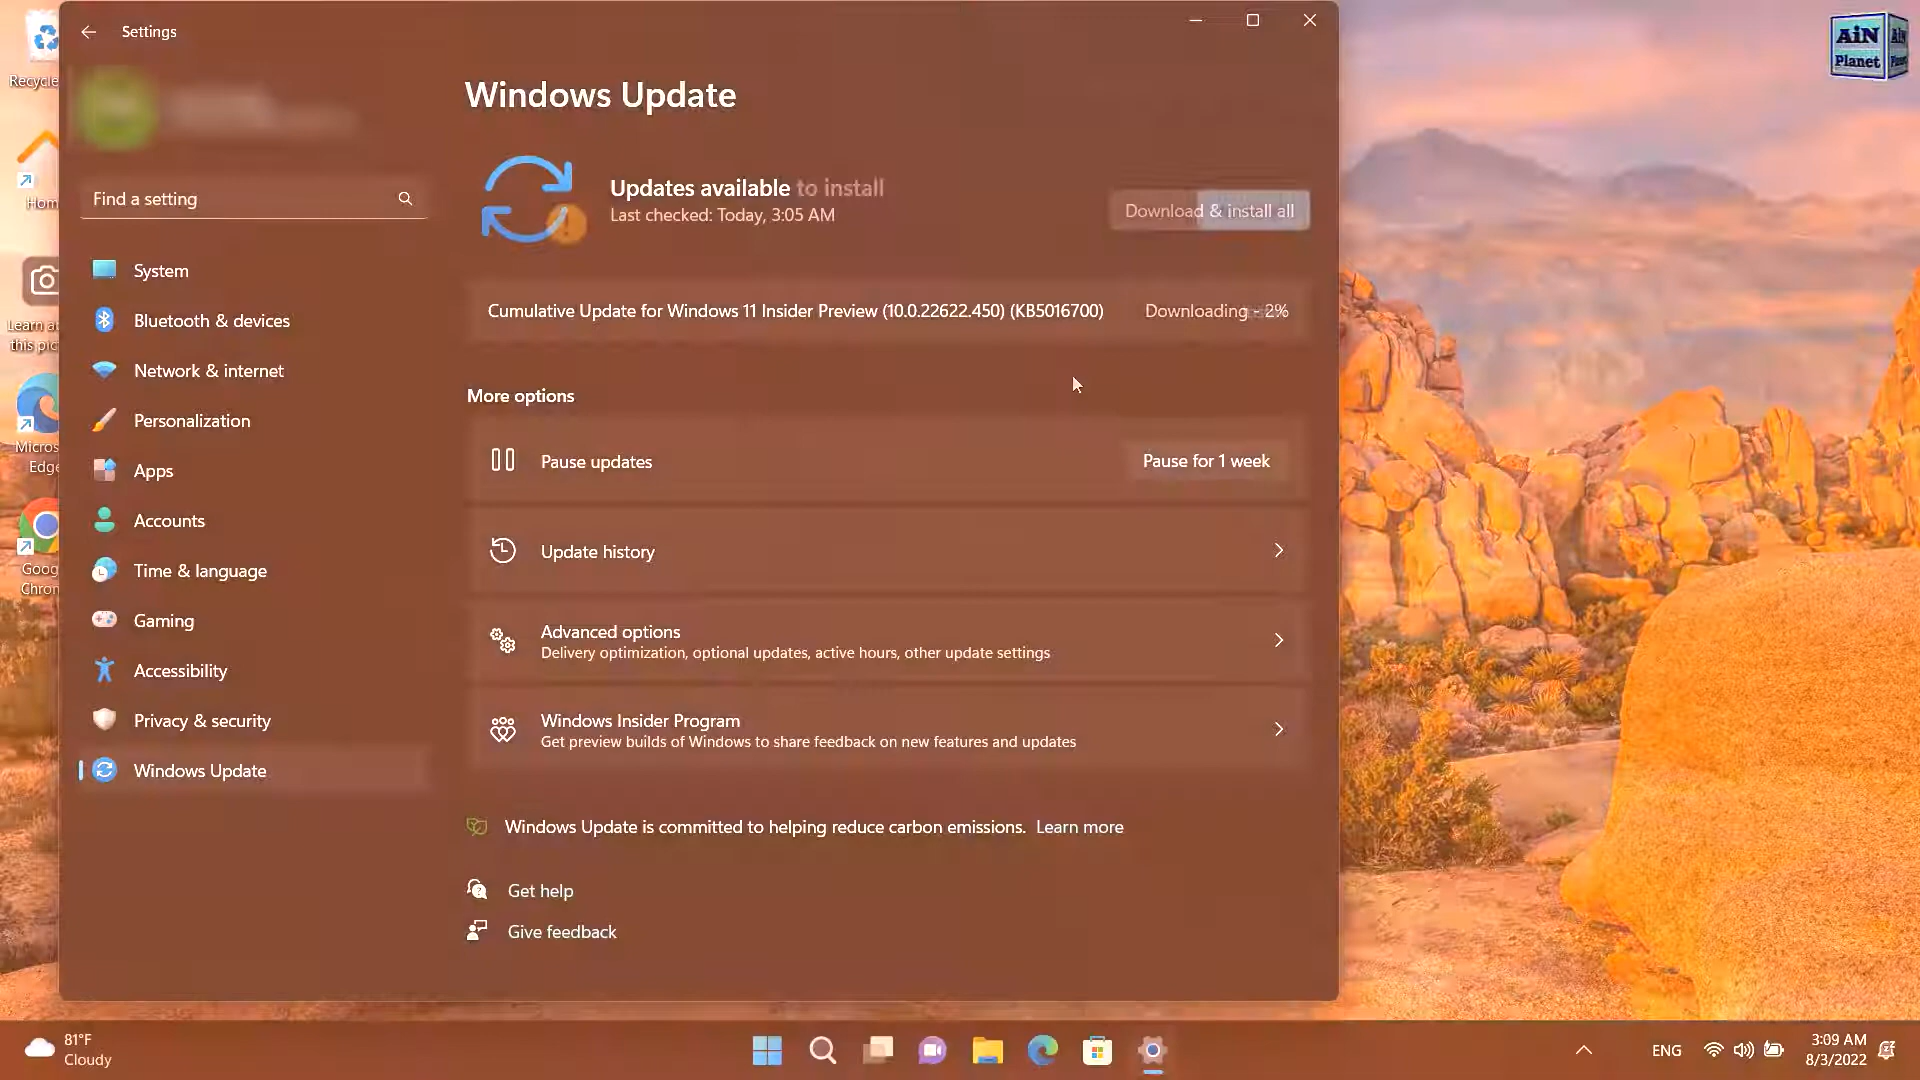 Settings
Recycle
Hom
Learn a
this pic
Micros
Edge
Goog
Chron
Find a setting
System
Bluetooth & devices
Network & internet
Personalization
Apps
Accounts
Time & language
Gaming
Accessibility
Privacy & security
Windows Update
Windows Update
Updates available to install
Last checked: Today, 3:05 AM
Download & install all
Cumulative Update for Windows 11 Insider Preview (10.0.22622.450) (KB5016700)
Downloading - 2%
More options
Pause updates
Pause for 1 week
Update history
Advanced options
Delivery optimization, optional updates, active hours, other update settings
Windows Insider Program
Get preview builds of Windows to share feedback on new features and updates
Windows Update is committed to helping reduce carbon emissions. Learn more
Get help
Give feedback
AiN
Planet
AiN
81°F
Cloudy
ENG
3:09 AM
8/3/2022